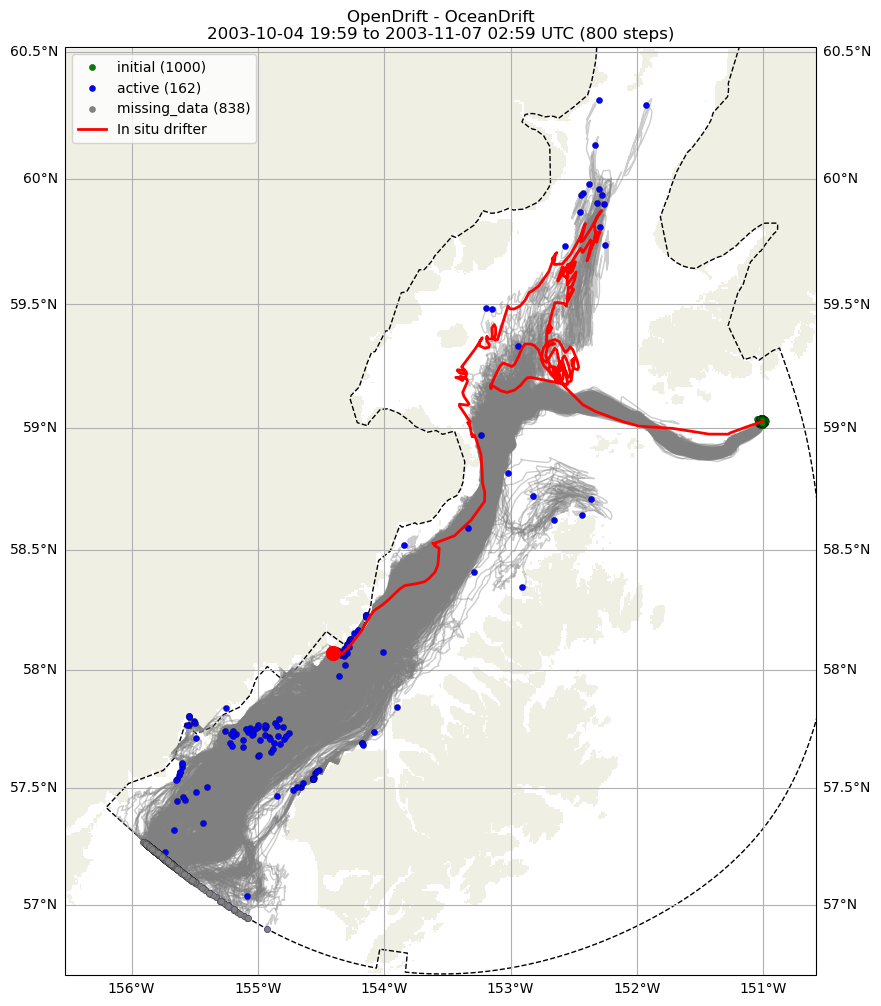 OpenDrift - OceanDrift
2003-10-04 19:59 to 2003-11-07 02:59 UTC (800 steps)
initial (1000)
active (162)
missing_data (838)
In situ drifter
60.5°N 60.5°N
60°N 60°N
59.5°N 59.5°N
59°N 59°N
58.5°N 58.5°N
58°N 58°N
57.5°N 57.5°N
57°N 57°N
156°W 155°W 154°W 153°W 152°W 151°W